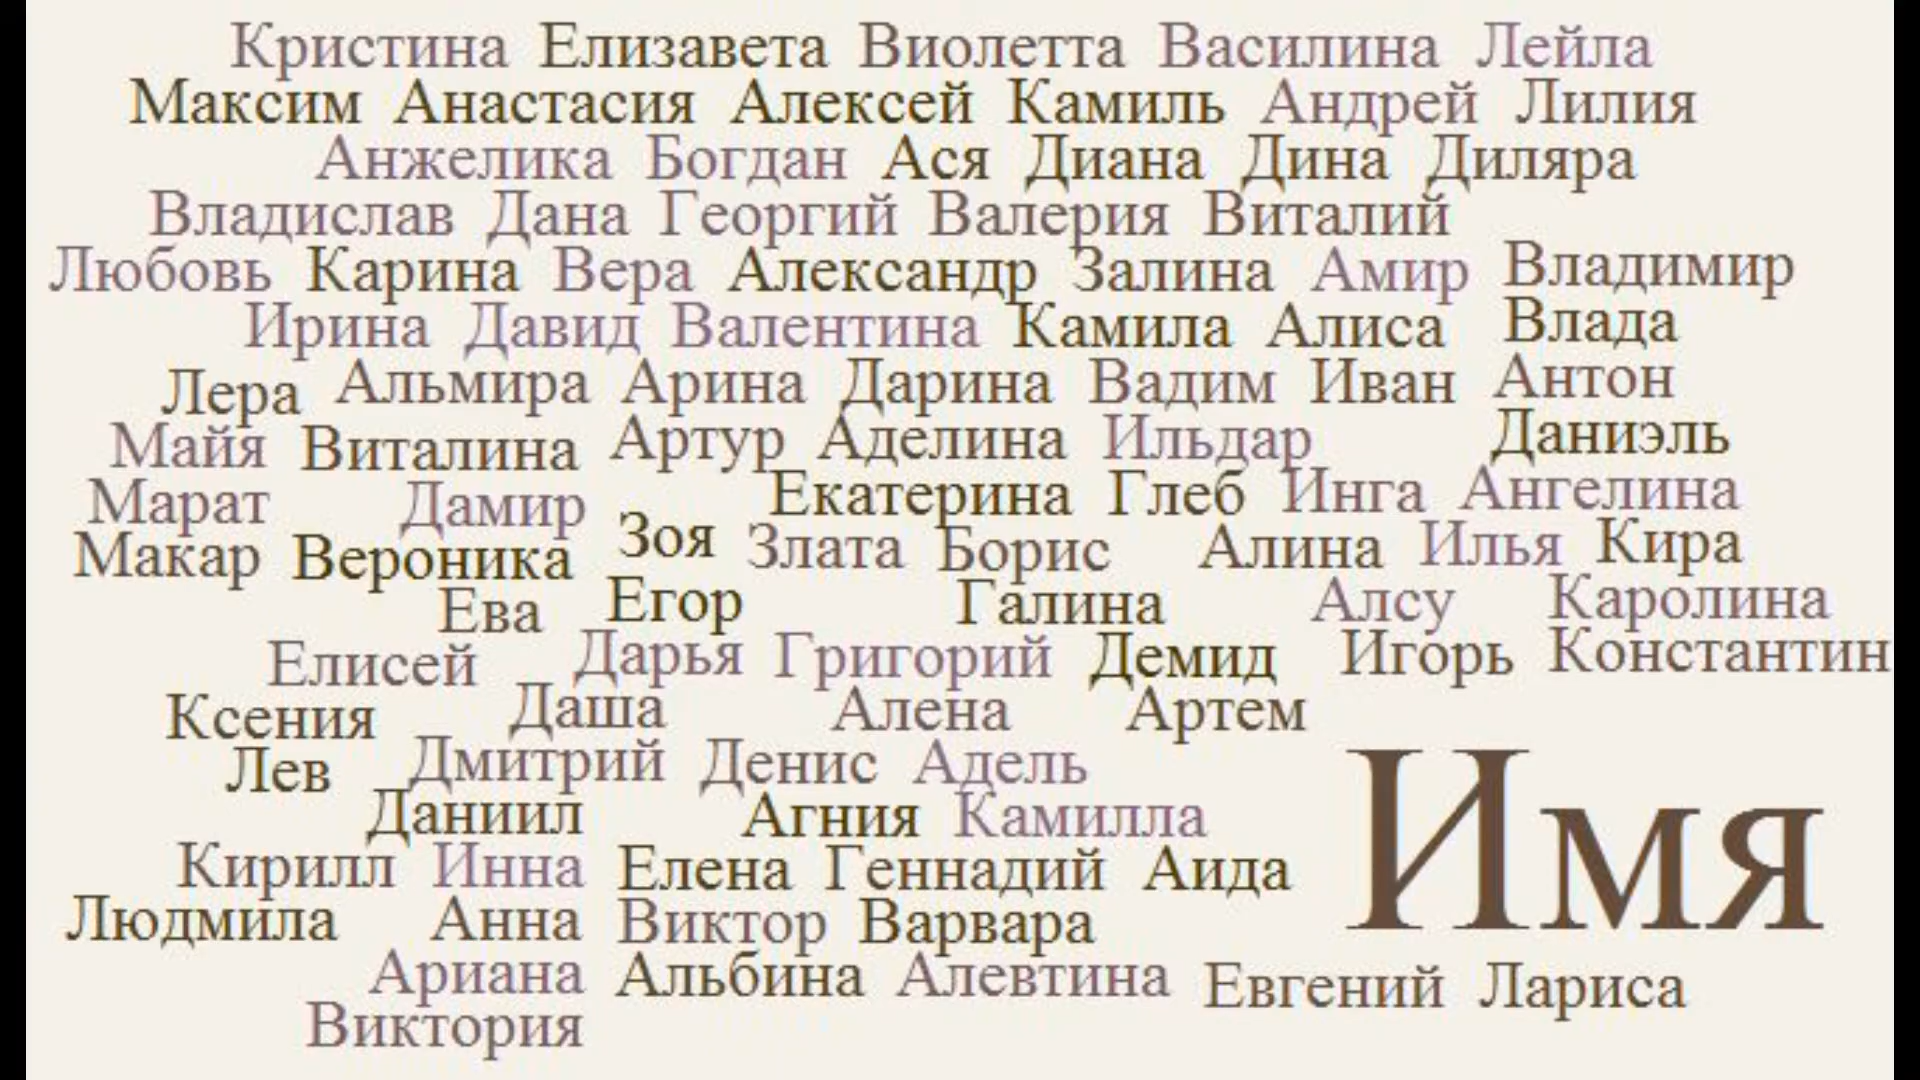 Кристина Елизавета Виолетта Василина Лейла
Максим Анастасия Алексей Камиль Андрей Лилия
Анжелика Богдан Ася Диана Дина Диляра
Владислав Дана Георгий Валерия Виталий
Любовь Карина Вера Александр Залина Амир Владимир
Ирина Давид Валентина Камила Алиса Влада
Лера Альмира Арина Дарина Вадим Иван Антон
Майя Виталина Артур Аделина Ильдар Даниэль
Марат Дамир Екатерина Глеб Инга Ангелина
Макар Вероника Зоя Злата Борис Алина Илья Кира
Ева Егор Галина Алсу Каролина
Елисей Дарья Григорий Демид Игорь Константин
Ксения Даша Алена Артем
Лев Дмитрий Денис Адель
Даниил Агния Камилла
Имя
Кирилл Инна Елена Геннадий Аида
Людмила Анна Виктор Варвара
Ариана Альбина Алевтина Евгений Лариса
Виктория